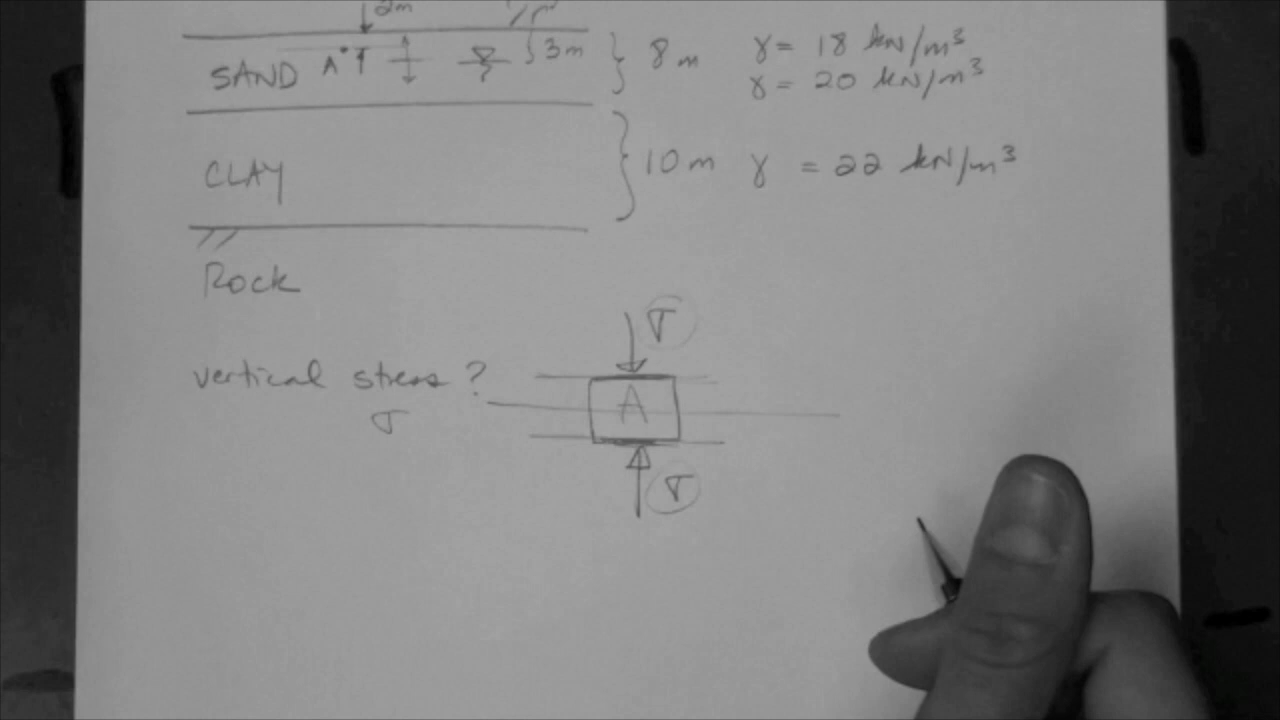 2m
SAND A 3m 8m γ = 18 kN/m³
γ = 20 kN/m³
CLAY 10m γ = 22 kN/m³
Rock
σ
vertical stress ? A
σ
σ